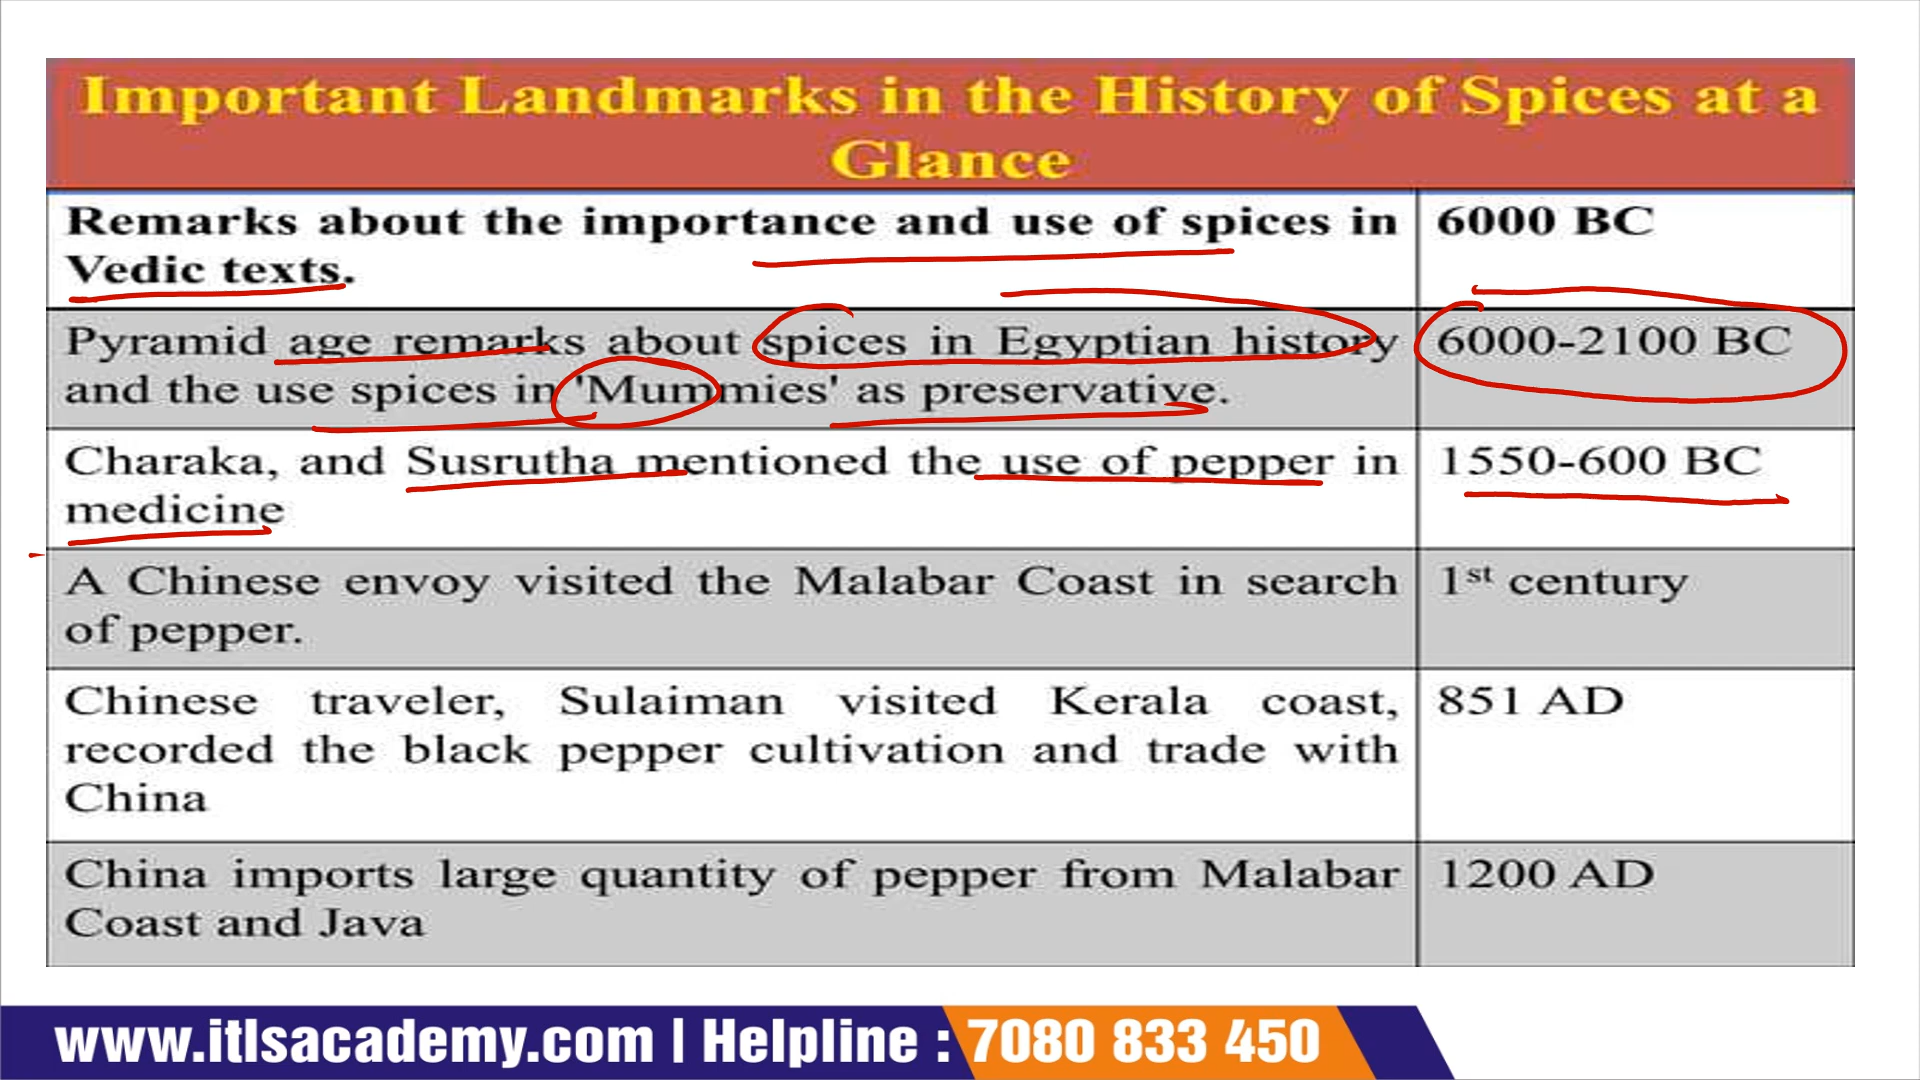 Important Landmarks in the History of Spices at a
Glance
Remarks about the importance and use of spices in
Vedic texts.
6000 BC
Pyramid age remarks about spices in Egyptian history
and the use spices in 'Mummies' as preservative.
6000-2100 BC
Charaka, and Susrutha mentioned the use of pepper in
medicine
1550-600 BC
A Chinese envoy visited the Malabar Coast in search
of pepper.
1st century
Chinese traveler, Sulaiman visited Kerala coast,
recorded the black pepper cultivation and trade with
China
851 AD
China imports large quantity of pepper from Malabar
Coast and Java
1200 AD
www.itlsacademy.com | Helpline : 7080 833 450